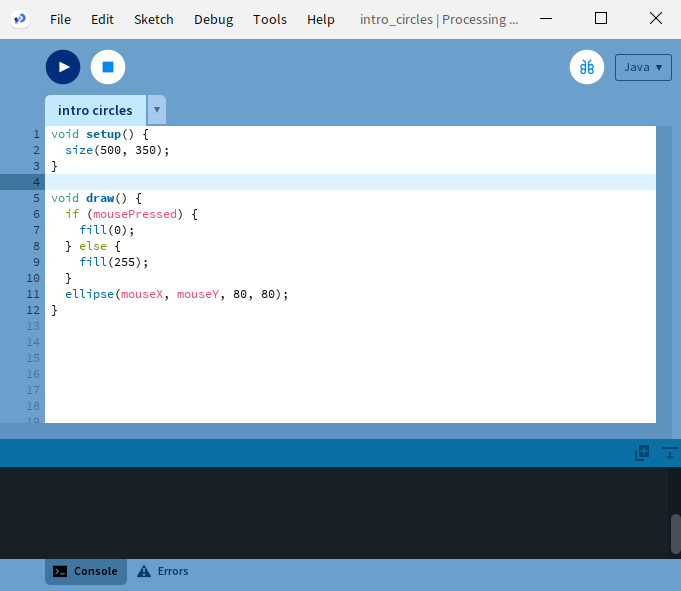 File Edit Sketch Debug Tools Help intro_circles | Processing ...
Java ▾
intro circles ▾
1 void setup() {
2   size(500, 350);
3 }
4
5 void draw() {
6   if (mousePressed) {
7     fill(0);
8   } else {
9     fill(255);
10   }
11   ellipse(mouseX, mouseY, 80, 80);
12 }
13
14
15
16
17
18
19
Console Errors